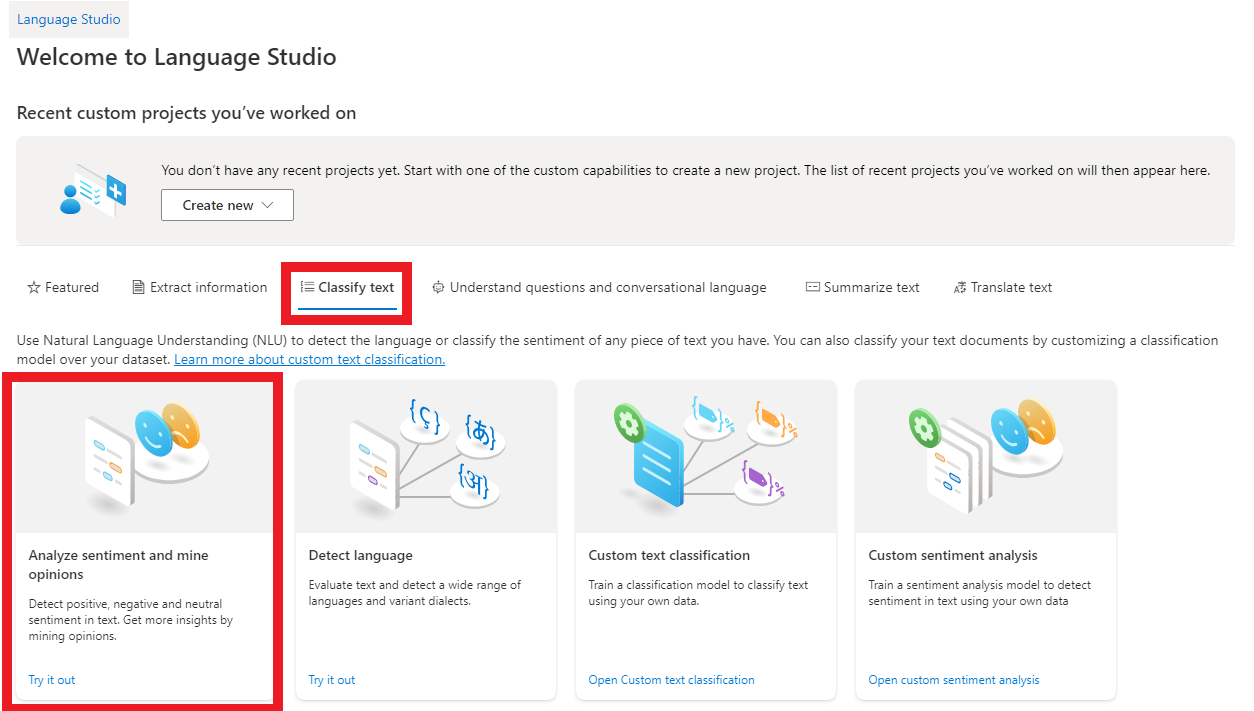 Language Studio
Welcome to Language Studio
Recent custom projects you’ve worked on
You don’t have any recent projects yet. Start with one of the custom capabilities to create a new project. The list of recent projects you’ve worked on will then appear here.
Create new
Featured
Extract information
Classify text
Understand questions and conversational language
Summarize text
Translate text
Use Natural Language Understanding (NLU) to detect the language or classify the sentiment of any piece of text you have. You can also classify your text documents by customizing a classification
model over your dataset. Learn more about custom text classification.
{ç}
{あ}
{अ}
{ }%
{ }%
{ }%
Analyze sentiment and mine
opinions
Detect positive, negative and neutral
sentiment in text. Get more insights by
mining opinions.
Try it out
Detect language
Evaluate text and detect a wide range of
languages and variant dialects.
Try it out
Custom text classification
Train a classification model to classify text
using your own data.
Open Custom text classification
Custom sentiment analysis
Train a sentiment analysis model to detect
sentiment in text using your own data
Open custom sentiment analysis